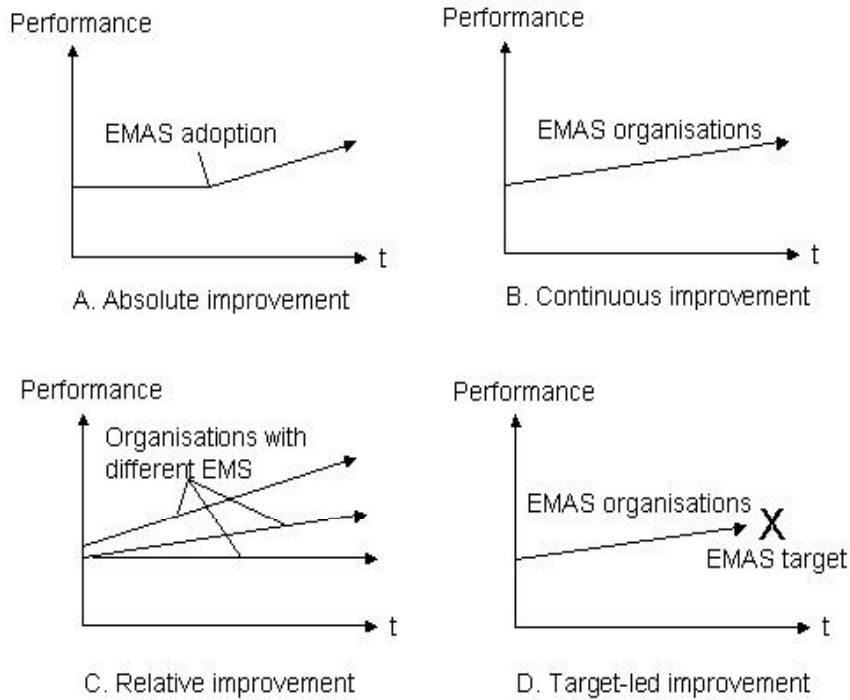 Performance
EMAS adoption
t
A. Absolute improvement
Performance
EMAS organisations
t
B. Continuous improvement
Performance
Organisations with
different EMS
t
C. Relative improvement
Performance
EMAS organisations
X
EMAS target
t
D. Target-led improvement